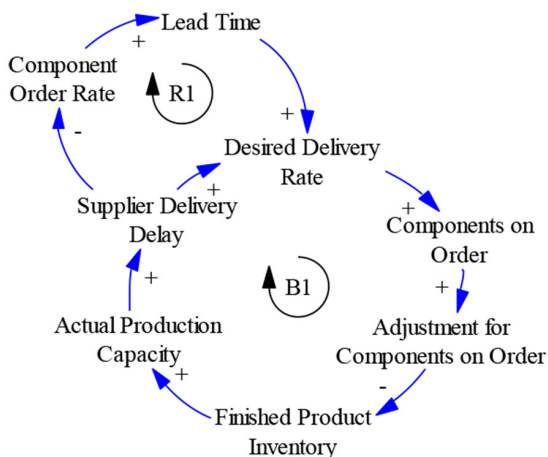 Lead Time
+
Component
Order Rate
R1
-
+
Desired Delivery
Rate
+
Supplier Delivery
Delay
+
Components on
Order
B1
+
+
Actual Production
Capacity
Adjustment for
Components on Order
+
-
Finished Product
Inventory